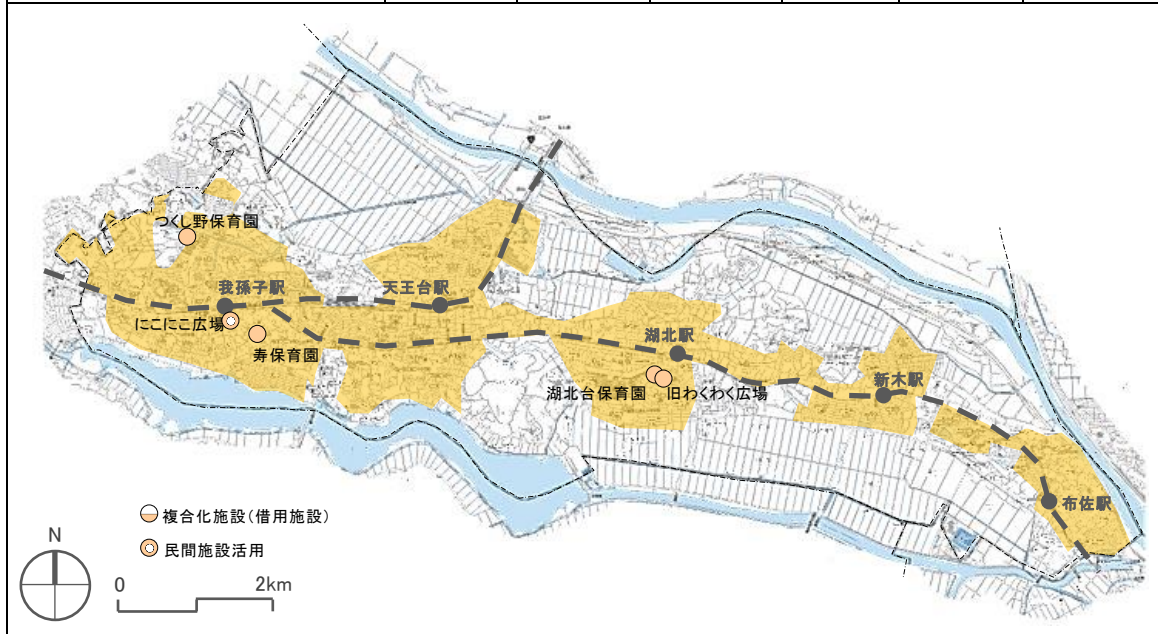 つくし野保育園
我孫子駅
天王台駅
にこにこ広場
寿保育園
湖北駅
湖北台保育園
旧わくわく広場
新木駅
布佐駅
複合化施設(借用施設)
民間施設活用
N
0
2km